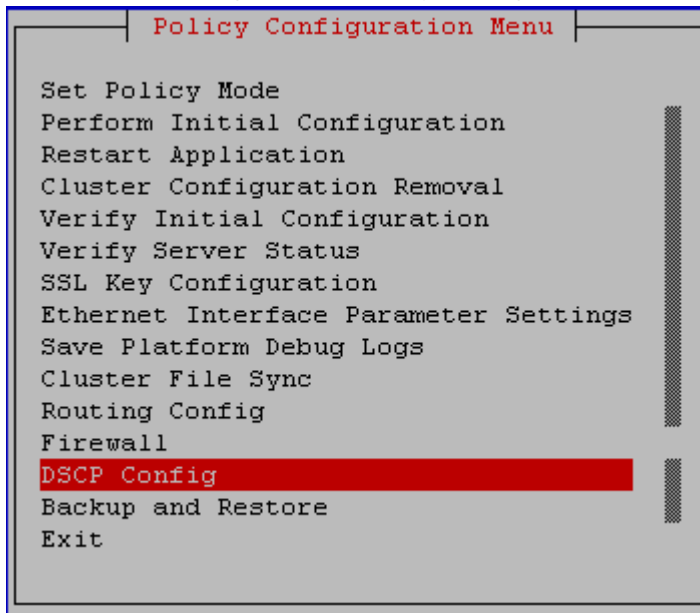 Policy Configuration Menu
Set Policy Mode
Perform Initial Configuration
Restart Application
Cluster Configuration Removal
Verify Initial Configuration
Verify Server Status
SSL Key Configuration
Ethernet Interface Parameter Settings
Save Platform Debug Logs
Cluster File Sync
Routing Config
Firewall
DSCP Config
Backup and Restore
Exit